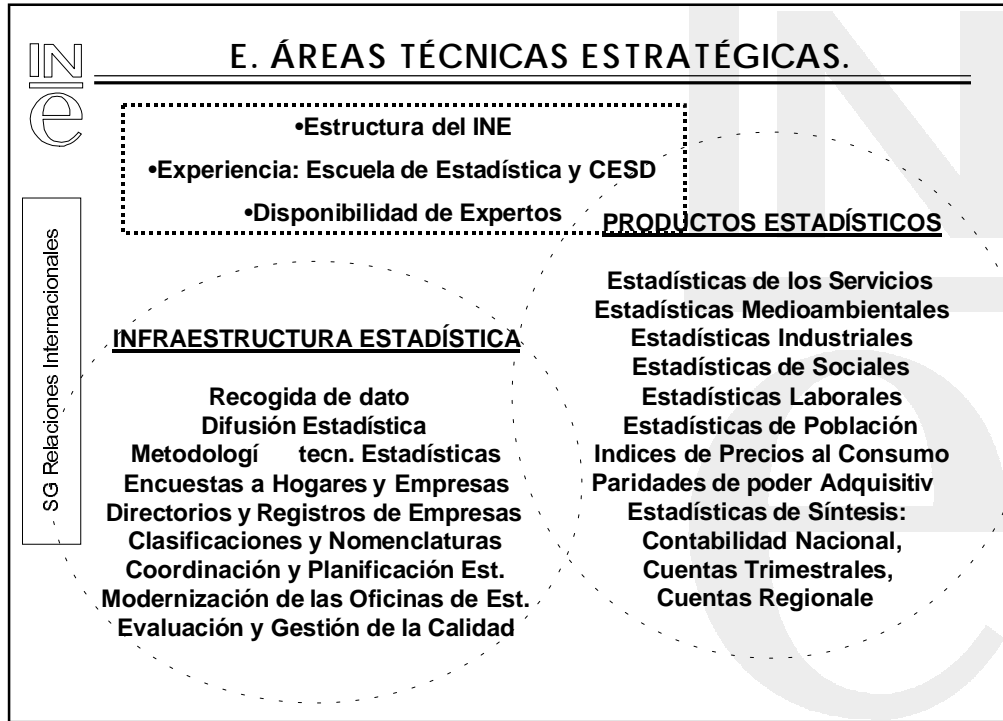 INe
E. ÁREAS TÉCNICAS ESTRATÉGICAS.
•Estructura del INE
•Experiencia: Escuela de Estadística y CESD
•Disponibilidad de Expertos
SG Relaciones Internacionales
INFRAESTRUCTURA ESTADÍSTICA
Recogida de dato
Difusión Estadística
Metodologí tecn. Estadísticas
Encuestas a Hogares y Empresas
Directorios y Registros de Empresas
Clasificaciones y Nomenclaturas
Coordinación y Planificación Est.
Modernización de las Oficinas de Est.
Evaluación y Gestión de la Calidad
PRODUCTOS ESTADÍSTICOS
Estadísticas de los Servicios
Estadísticas Medioambientales
Estadísticas Industriales
Estadísticas de Sociales
Estadísticas Laborales
Estadísticas de Población
Indices de Precios al Consumo
Paridades de poder Adquisitiv
Estadísticas de Síntesis:
Contabilidad Nacional,
Cuentas Trimestrales,
Cuentas Regionale